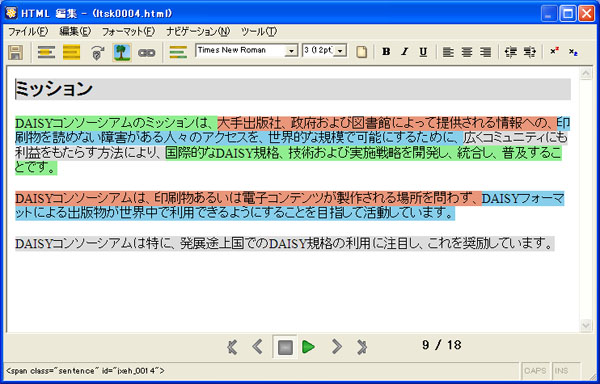 HTML 編集 - (ltsk0004.html)
ファイル(F) 編集(E) フォーマット(F) ナビゲーション(N) ツール(T)
Times New Roman 3 (12pt) B I U x² x₂
ミッション
DAISYコンソーシアムのミッションは、大手出版社、政府および図書館によって提供される情報への、印
刷物を読めない障害がある人々のアクセスを、世界的な規模で可能にするために、広くコミュニティにも
利益をもたらす方法により、国際的なDAISY規格、技術および実施戦略を開発し、統合し、普及するこ
とです。
DAISYコンソーシアムは、印刷物あるいは電子コンテンツが製作される場所を問わず、DAISYフォーマ
ットによる出版物が世界中で利用できるようにすることを目指して活動しています。
DAISYコンソーシアムは特に、発展途上国でのDAISY規格の利用に注目し、これを奨励しています。
9 / 18
<span class="sentence" id="ixeh_0014"> CAPS INS